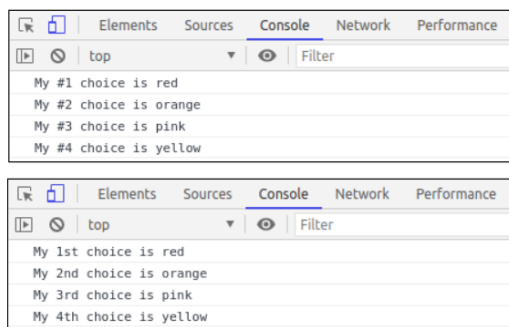 Elements Sources Console Network Performance
top Filter
My #1 choice is red
My #2 choice is orange
My #3 choice is pink
My #4 choice is yellow
Elements Sources Console Network Performance
top Filter
My 1st choice is red
My 2nd choice is orange
My 3rd choice is pink
My 4th choice is yellow